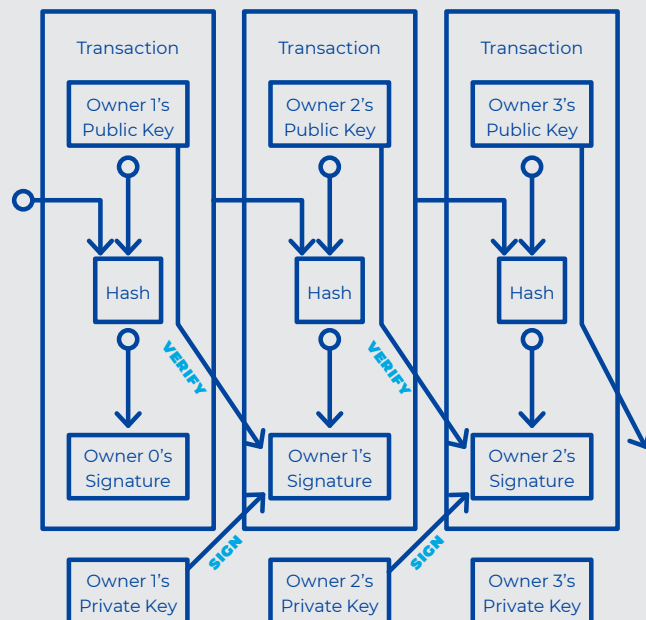 Transaction
Transaction
Transaction
Owner 1's
Public Key
Owner 2's
Public Key
Owner 3's
Public Key
Hash
Hash
Hash
VERIFY
VERIFY
Owner 0's
Signature
Owner 1's
Signature
Owner 2's
Signature
SIGN
SIGN
Owner 1's
Private Key
Owner 2's
Private Key
Owner 3's
Private Key